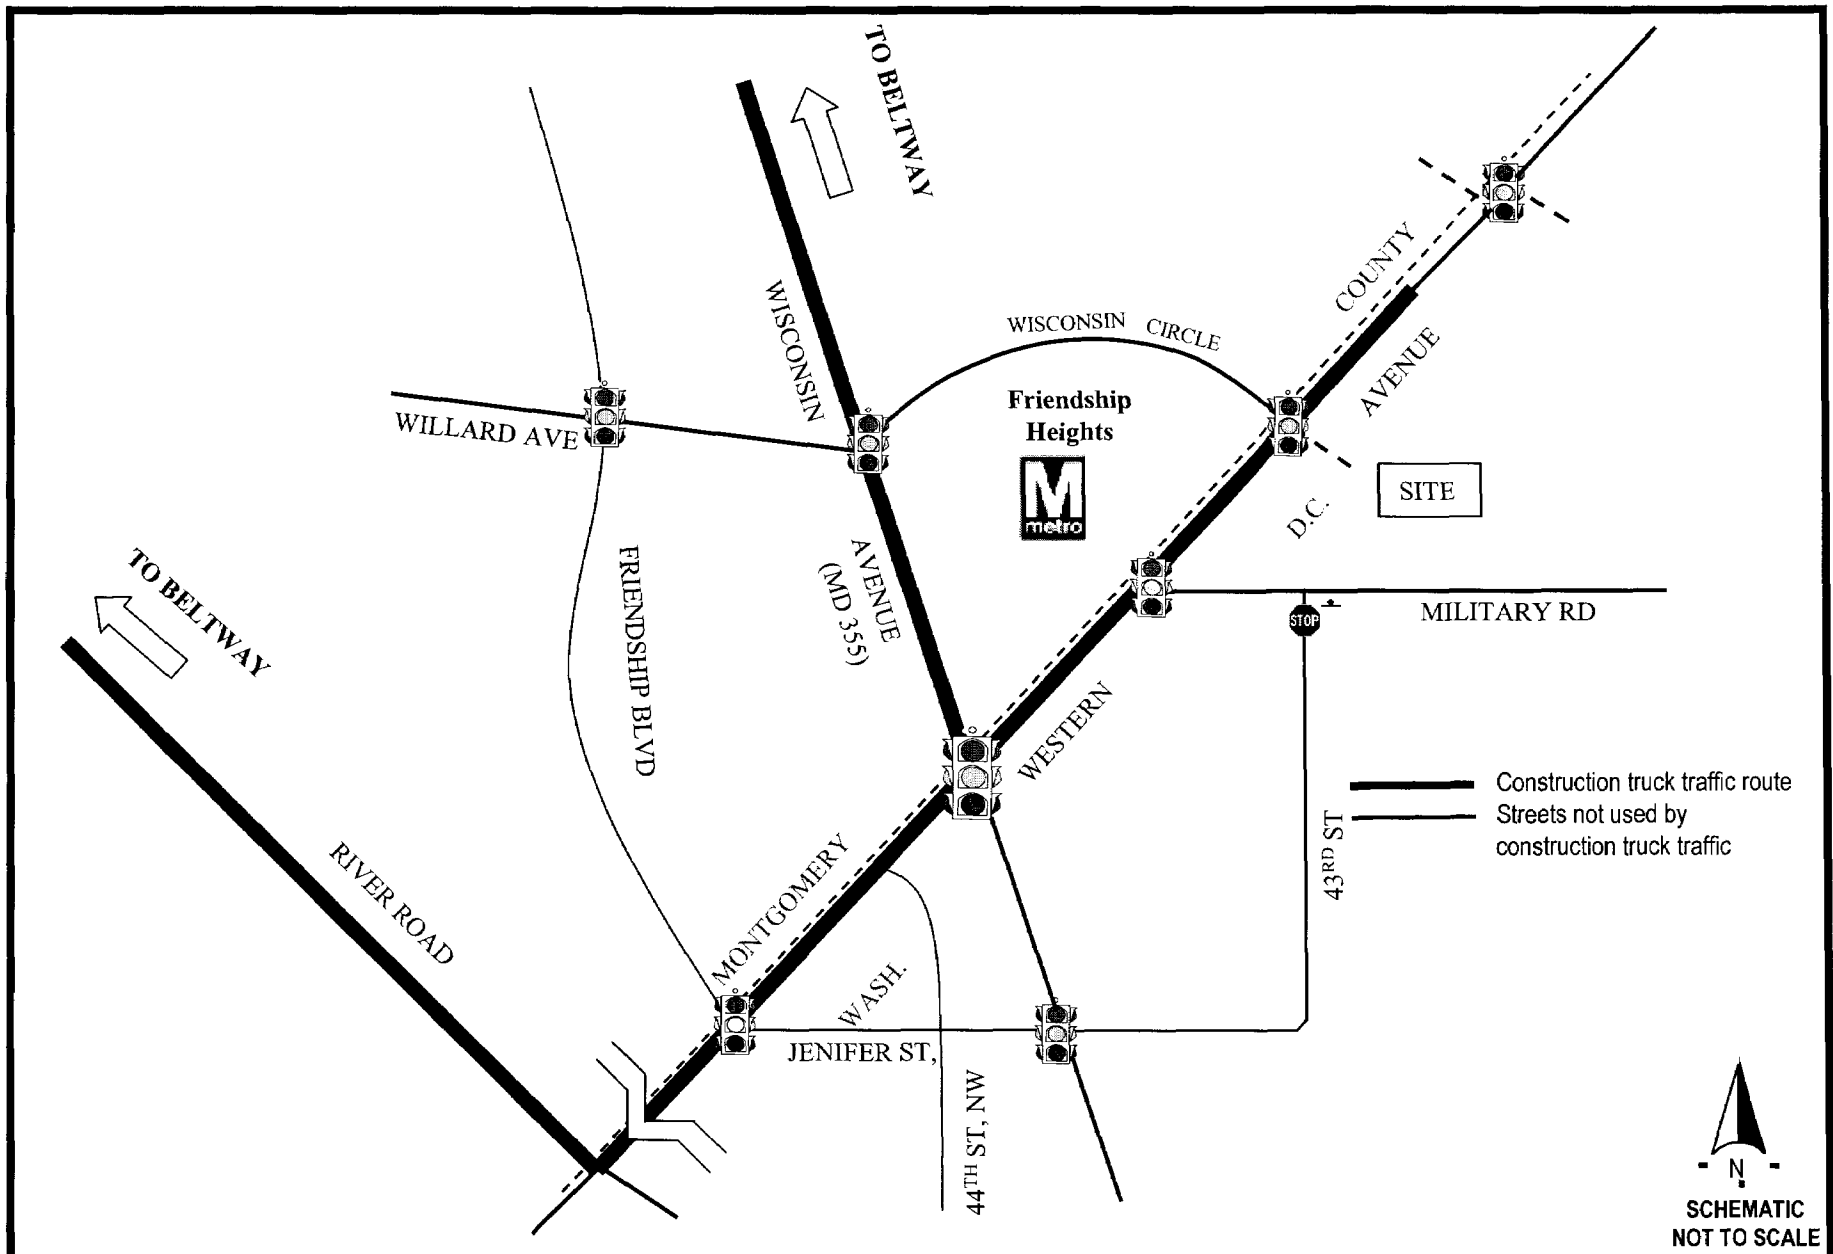 TO BELTWAY
COUNTY
WISCONSIN CIRCLE
WISCONSIN
AVENUE
Friendship
Heights
WILLARD AVE
M
metro
SITE
D.C.
TO BELTWAY
FRIENDSHIP BLVD
AVENUE
(MD 355)
STOP
MILITARY RD
WESTERN
Construction truck traffic route
Streets not used by
construction truck traffic
43RD ST
RIVER ROAD
MONTGOMERY
WASH.
JENIFER ST,
44TH ST, NW
N
SCHEMATIC
NOT TO SCALE